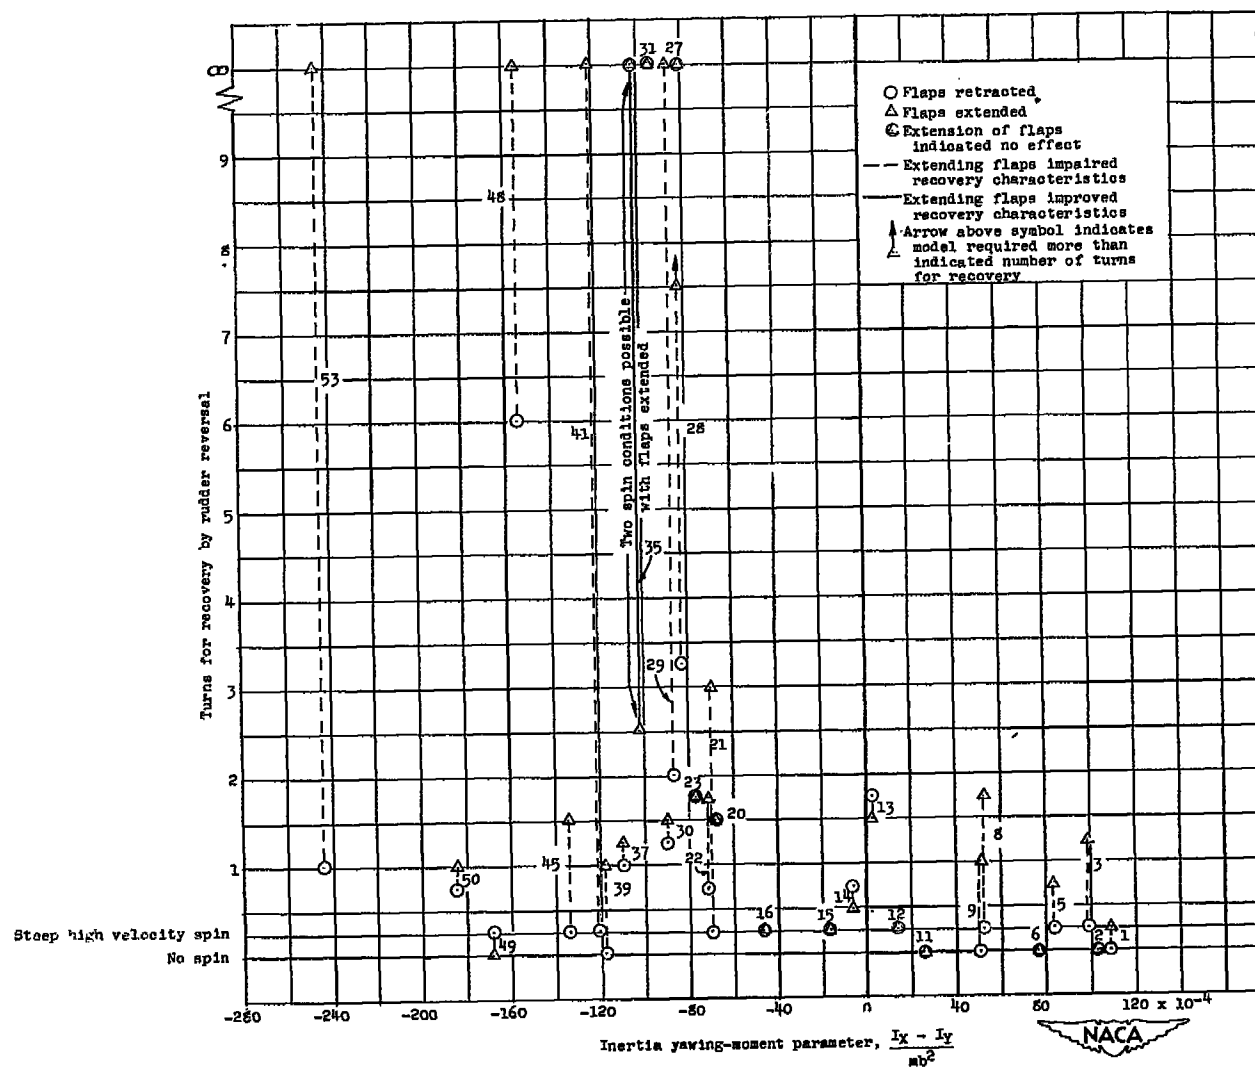 31 27
∞
○ Flaps retracted
△ Flaps extended
Extension of flaps
indicated no effect
9
Extending flaps impaired
recovery characteristics
48
Extending flaps improved
recovery characteristics
Arrow above symbol indicates
model required more than
indicated number of turns
for recovery
8
7
Two spin conditions possible
with flaps extended
53
Turns for recovery by rudder reversal
6
41
28
5
35
4
29
3
21
2
23
20
13
30
8
37
45
22
3
1
50
39
14
5
9
16
15
12
Steep high velocity spin
49
11
6
2
1
No spin
-280
-240
-200
-160
-120
-80
-40
0
40
80
120 x 10-4
Inertia yawing-moment parameter, IX - IY
mb2
NACA